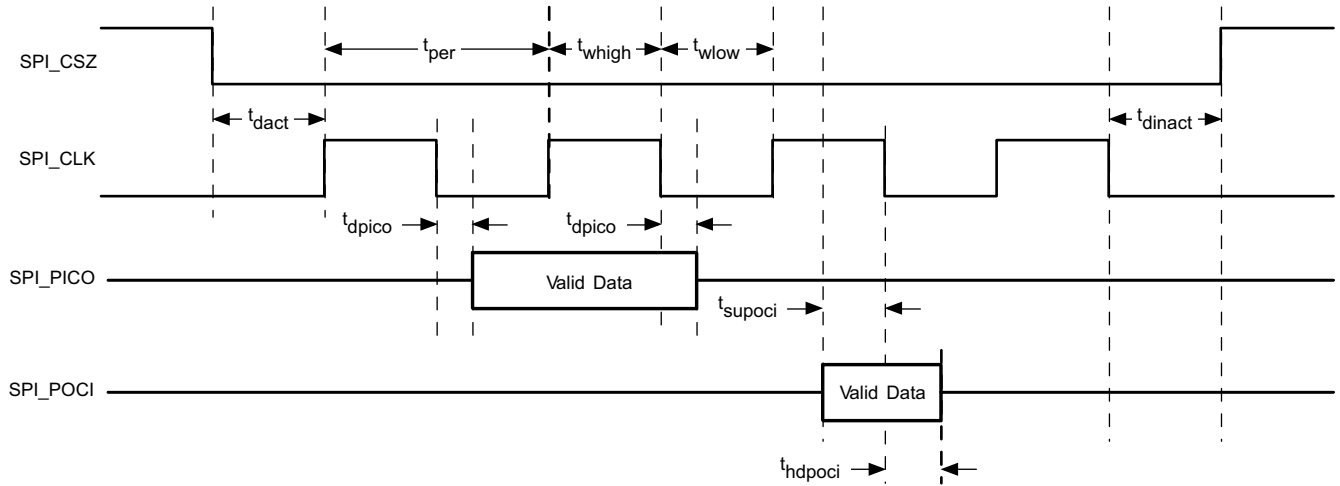 t_per t_whigh t_wlow
SPI_CSZ
t_dact t_dinact
SPI_CLK
t_dpico t_dpico
SPI_PICO Valid Data
t_supoci
SPI_POCI Valid Data
t_hdpoci